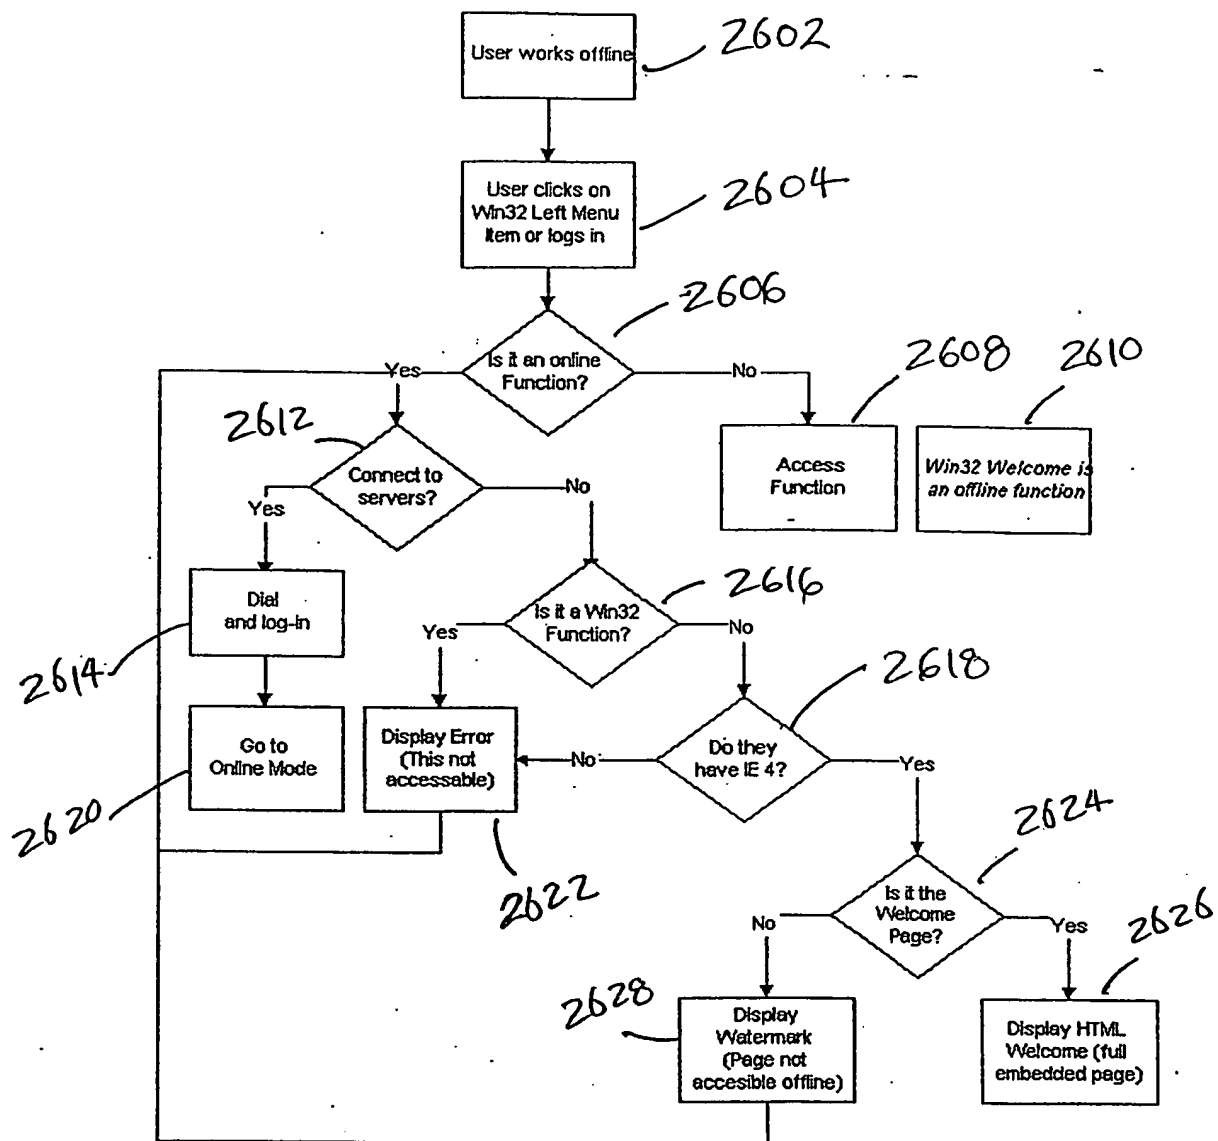 User works offline
2602
User clicks on
Win32 Left Menu
Item or logs in
2604
Is it an online
Function?
2606
Yes
No
2608
2610
2612
Connect to
servers?
Access
Function
Win32 Welcome is
an offline function
Yes
No
Dial
and log-in
2614
Is it a Win32
Function?
2616
Yes
No
2618
Go to
Online Mode
2620
Display Error
(This not
accessable)
2622
No
Do they
have IE 4?
Yes
2624
Is it the
Welcome
Page?
No
Yes
2626
2628
Display
Watermark
(Page not
accesible offline)
Display HTML
Welcome (full
embedded page)